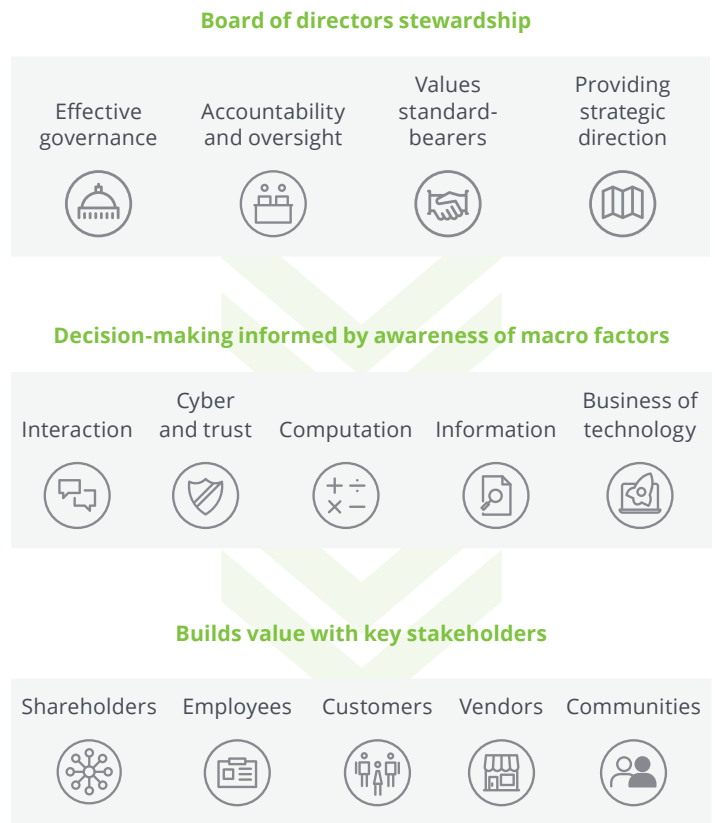 Board of directors stewardship
Effective
governance
Accountability
and oversight
Values
standard-
bearers
Providing
strategic
direction
Decision-making informed by awareness of macro factors
Interaction
Cyber
and trust
Computation
Information
Business of
technology
Builds value with key stakeholders
Shareholders
Employees
Customers
Vendors
Communities